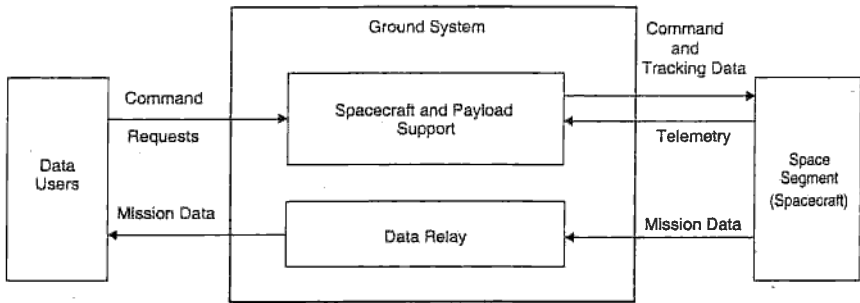 Ground System
Command
and
Tracking Data
Command
Requests
Spacecraft and Payload
Support
Telemetry
Data
Users
Space
Segment
(Spacecraft)
Mission Data
Data Relay
Mission Data